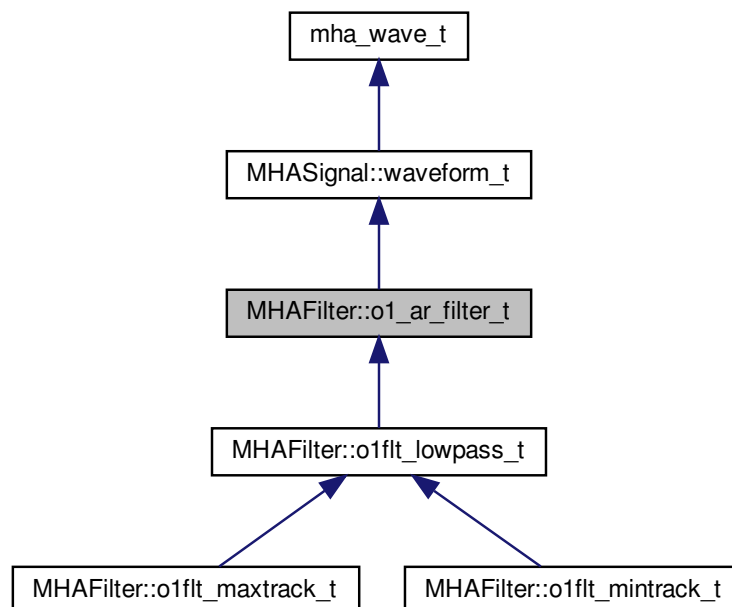 mha_wave_t
MHASignal::waveform_t
MHAFilter::o1_ar_filter_t
MHAFilter::o1flt_lowpass_t
MHAFilter::o1flt_maxtrack_t
MHAFilter::o1flt_mintrack_t